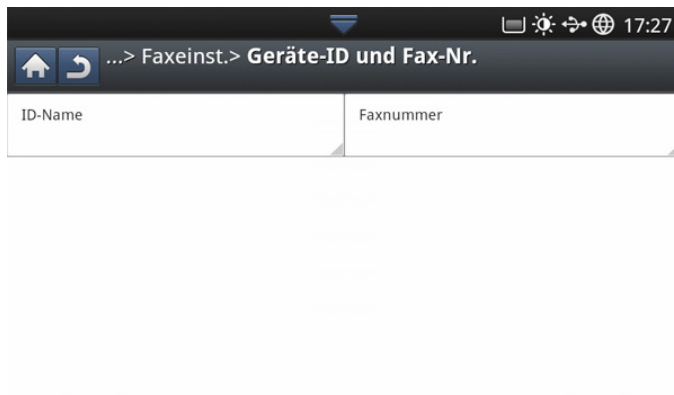 17:27
...> Faxeinst.> Geräte-ID und Fax-Nr.
ID-Name
Faxnummer